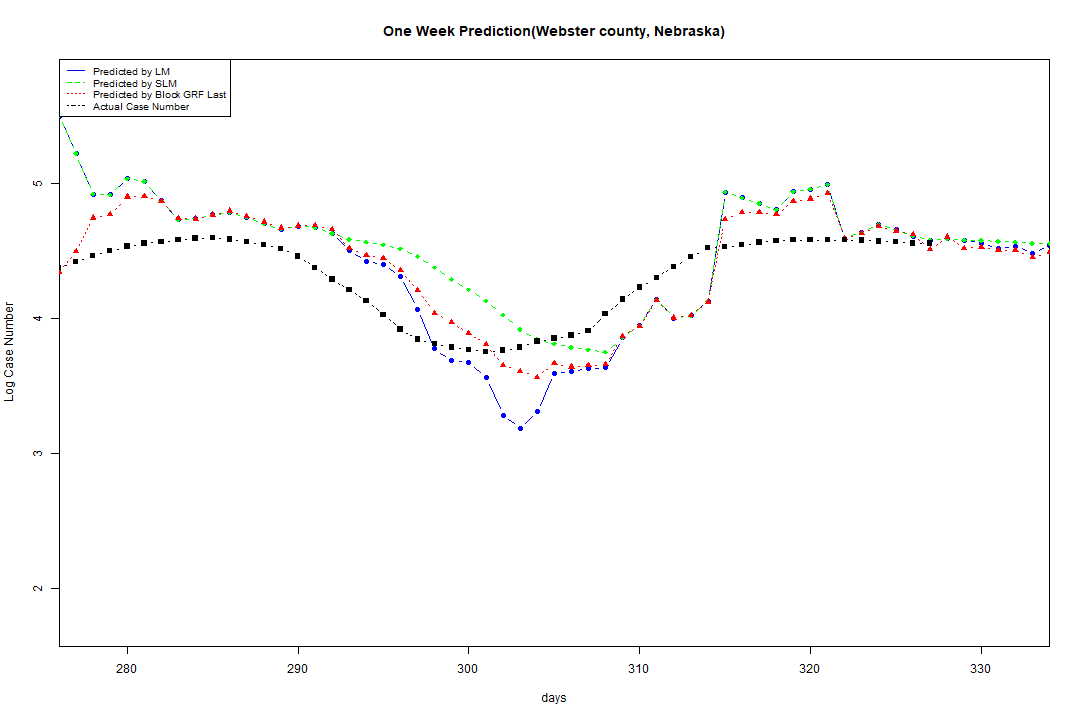 One Week Prediction(Webster county, Nebraska)
Predicted by LM
Predicted by SLM
Predicted by Block GRF Last
Actual Case Number
5
4
3
2
Log Case Number
280 290 300 310 320 330
days